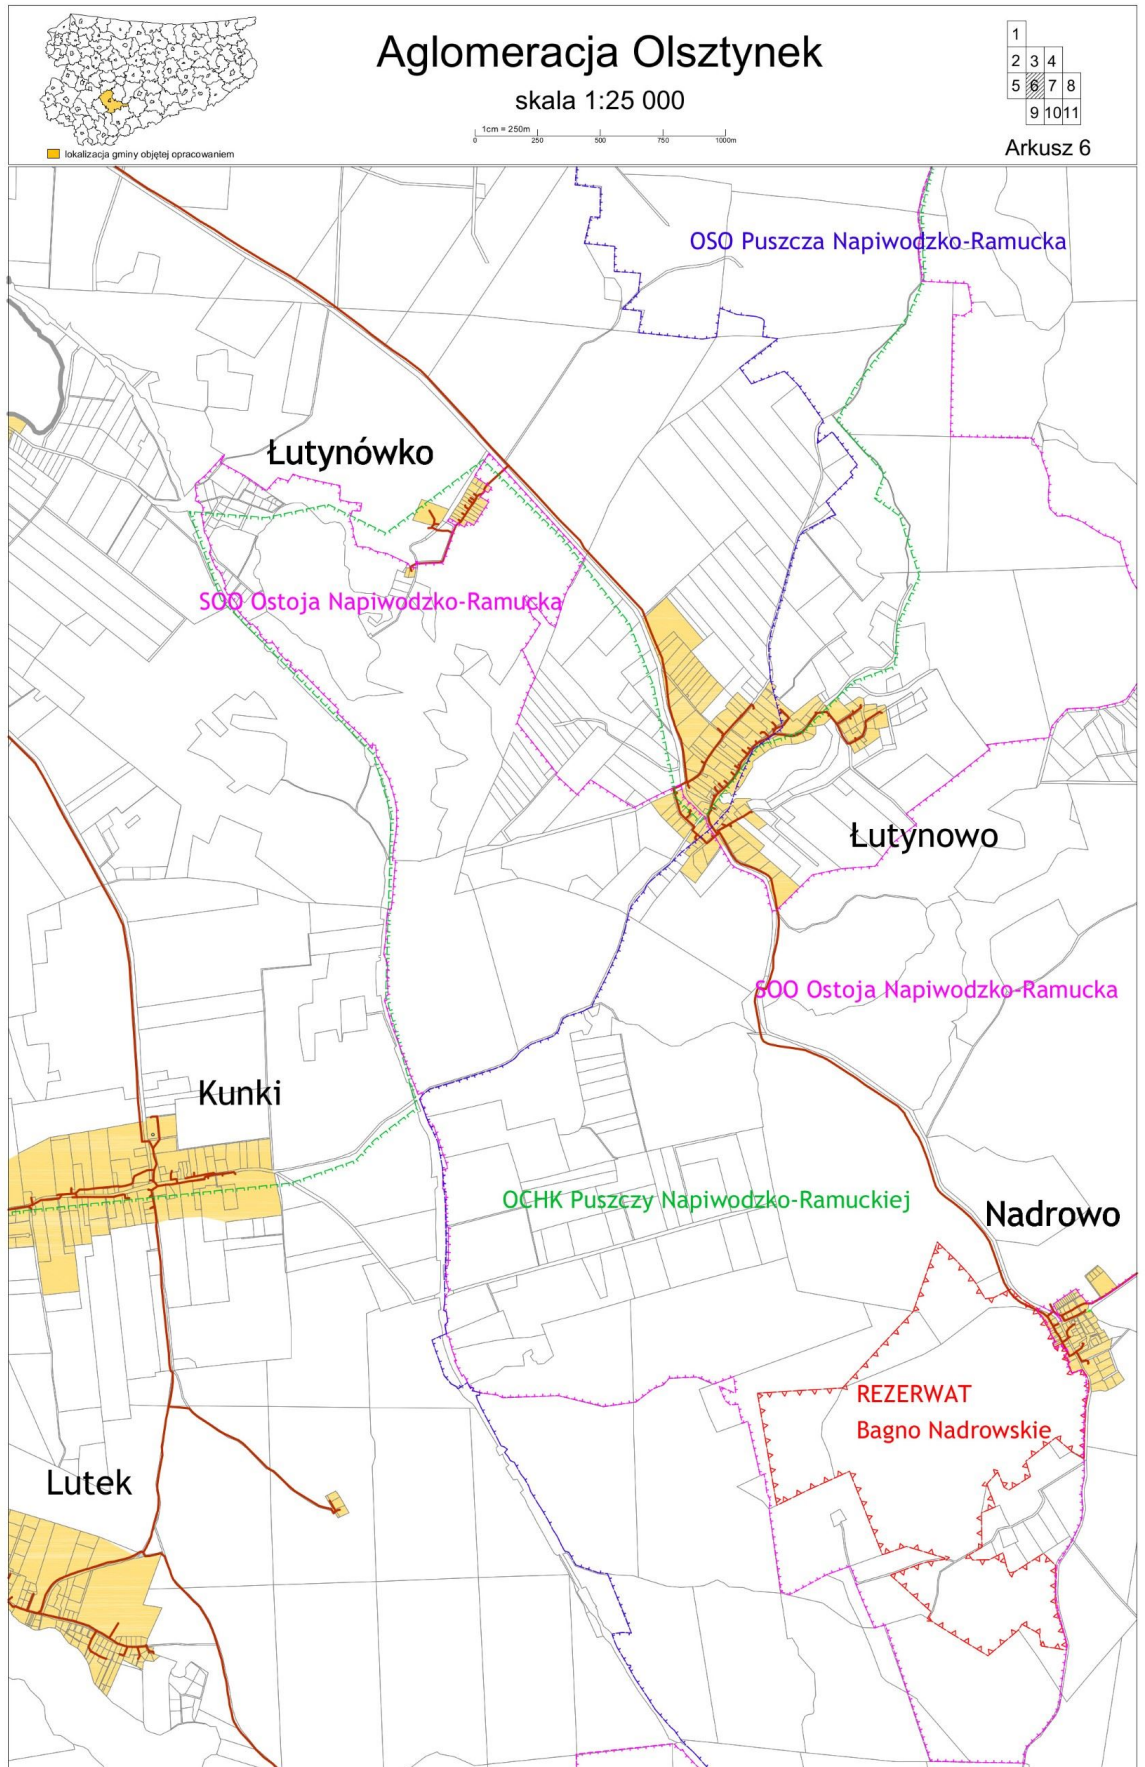 Aglomeracja Olsztynek
skala 1:25 000
1cm = 250m
0 250 500 750 1000m
lokalizacja gminy objętej opracowaniem
1
2 3 4
5 6 7 8
9 10 11
Arkusz 6
OSO Puszcza Napiwodzko-Ramucka
Łutynówko
SOO Ostoja Napiwodzko-Ramucka
Łutynowo
SOO Ostoja Napiwodzko-Ramucka
Kunki
OCHK Puszczy Napiwodzko-Ramuckiej
Nadrowo
REZERWAT
Bagno Nadrowskie
Lutek